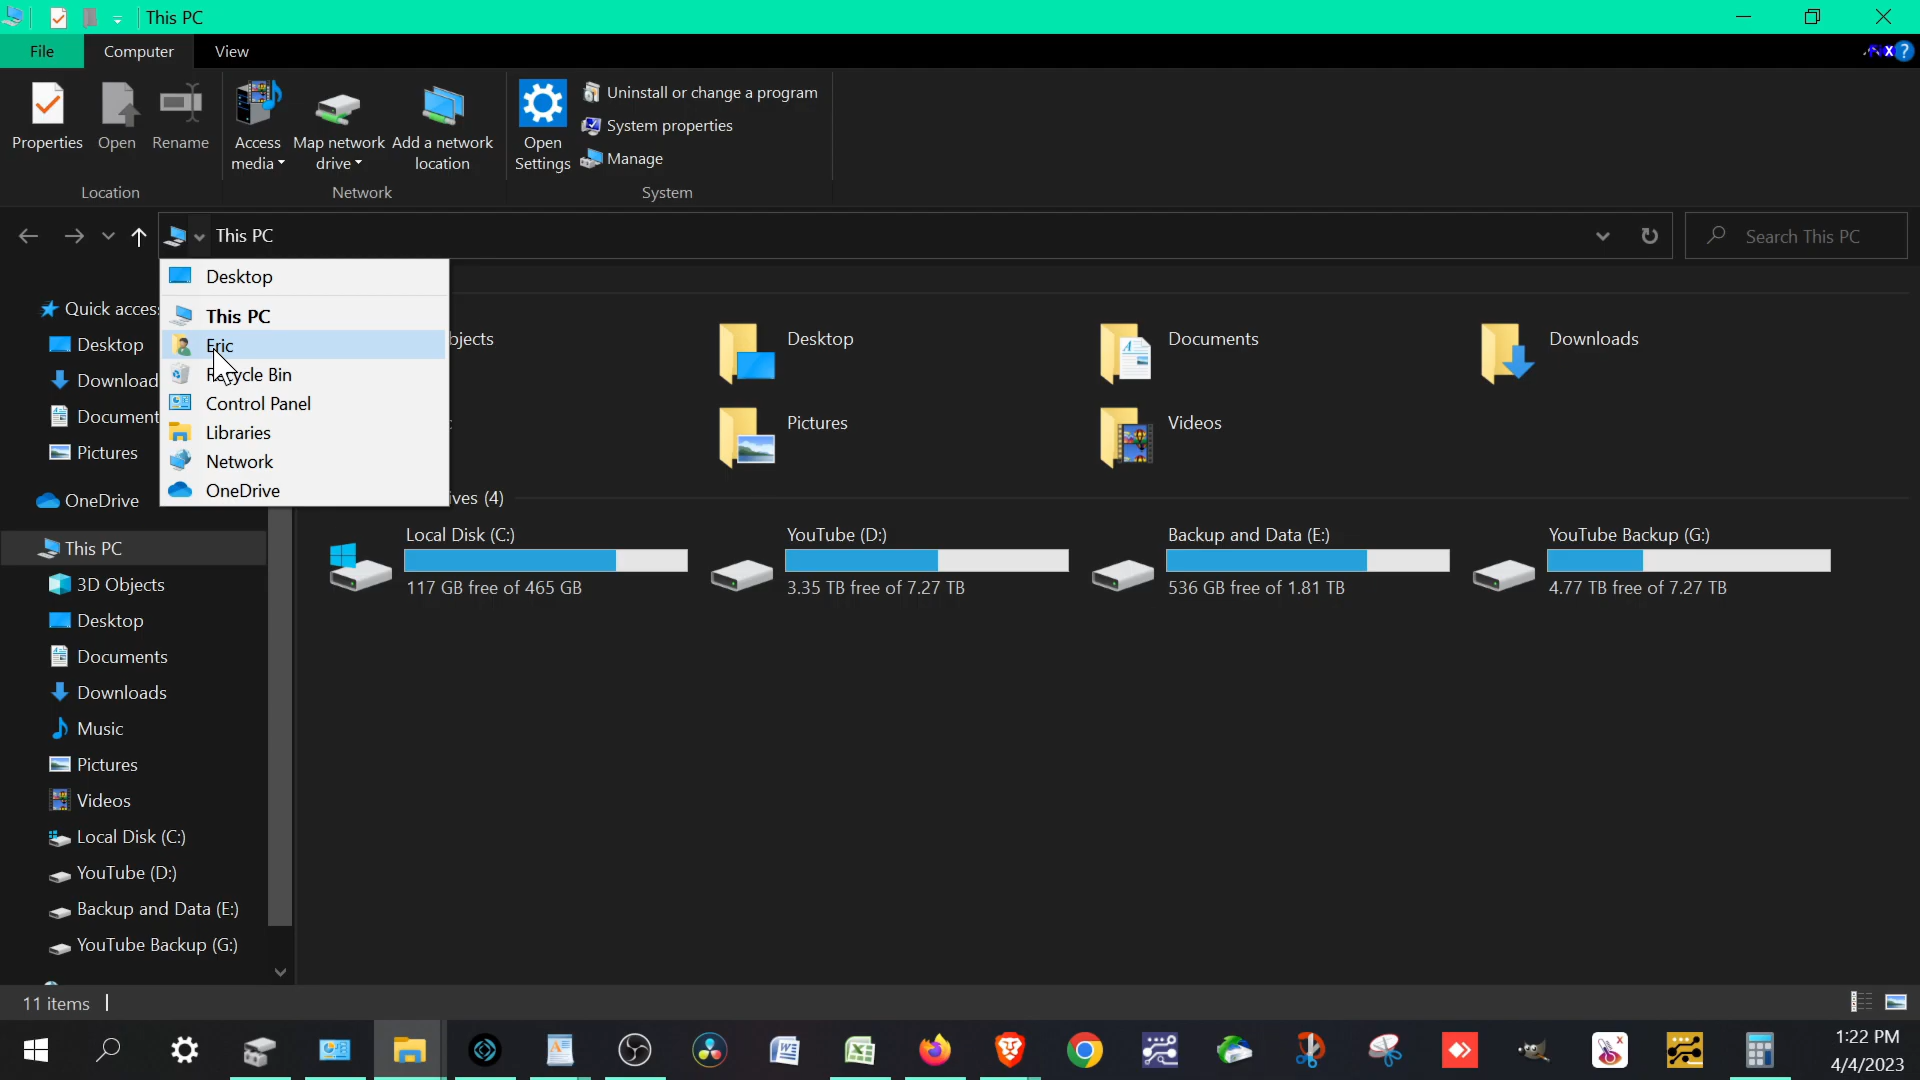 This PC
File Computer View
X ?
Properties Open Rename Access media Map network drive Add a network location Open Settings Uninstall or change a program
System properties
Manage
Location Network System
This PC Search This PC
Desktop
This PC
Eric
Recycle Bin
Control Panel
Libraries
Network
OneDrive
Quick access
Desktop
Download
Document
Pictures
OneDrive
This PC
3D Objects
Desktop
Documents
Downloads
Music
Pictures
Videos
Local Disk (C:)
YouTube (D:)
Backup and Data (E:)
YouTube Backup (G:)
bjects Desktop Documents Downloads
c Pictures Videos
ives (4)
Local Disk (C:) YouTube (D:) Backup and Data (E:) YouTube Backup (G:)
117 GB free of 465 GB 3.35 TB free of 7.27 TB 536 GB free of 1.81 TB 4.77 TB free of 7.27 TB
11 items
1:22 PM
4/4/2023